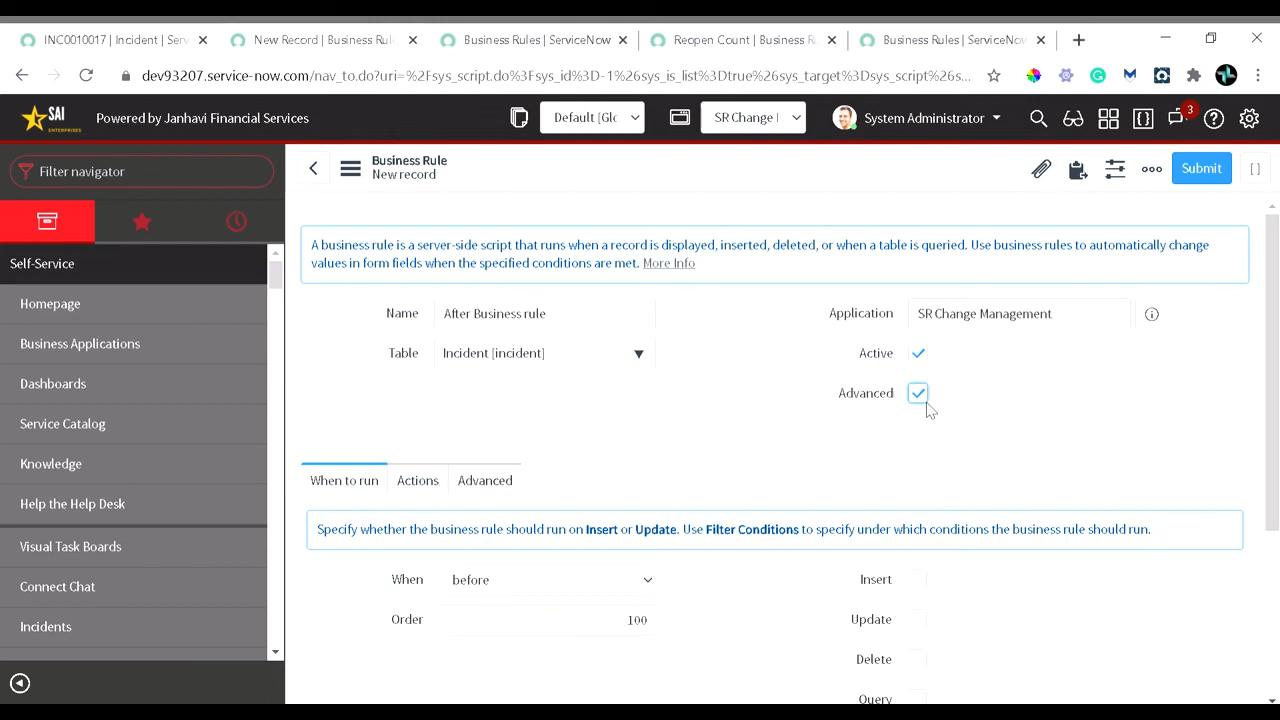 INC0010017 | Incident | Serv
New Record | Business Ru
Business Rules | ServiceNow
Reopen Count | Business R
Business Rules | ServiceNow
dev93207.service-now.com/nav_to.do?uri=%2Fsys_script.do%3Fsys_id%3D-1%26sys_is_list%3Dtrue%26sys_target%3Dsys_script%26s...
SAI
ENTERPRISES
Powered by Janhavi Financial Services
Default [Glo
SR Change I
System Administrator
3
Filter navigator
Business Rule
New record
Submit
Self-Service
Homepage
Business Applications
Dashboards
Service Catalog
Knowledge
Help the Help Desk
Visual Task Boards
Connect Chat
Incidents
A business rule is a server-side script that runs when a record is displayed, inserted, deleted, or when a table is queried. Use business rules to automatically change
values in form fields when the specified conditions are met. More Info
Name After Business rule
Application SR Change Management
Table Incident [incident]
Active
Advanced
When to run Actions Advanced
Specify whether the business rule should run on Insert or Update. Use Filter Conditions to specify under which conditions the business rule should run.
When before
Insert
Order 100
Update
Delete
Query